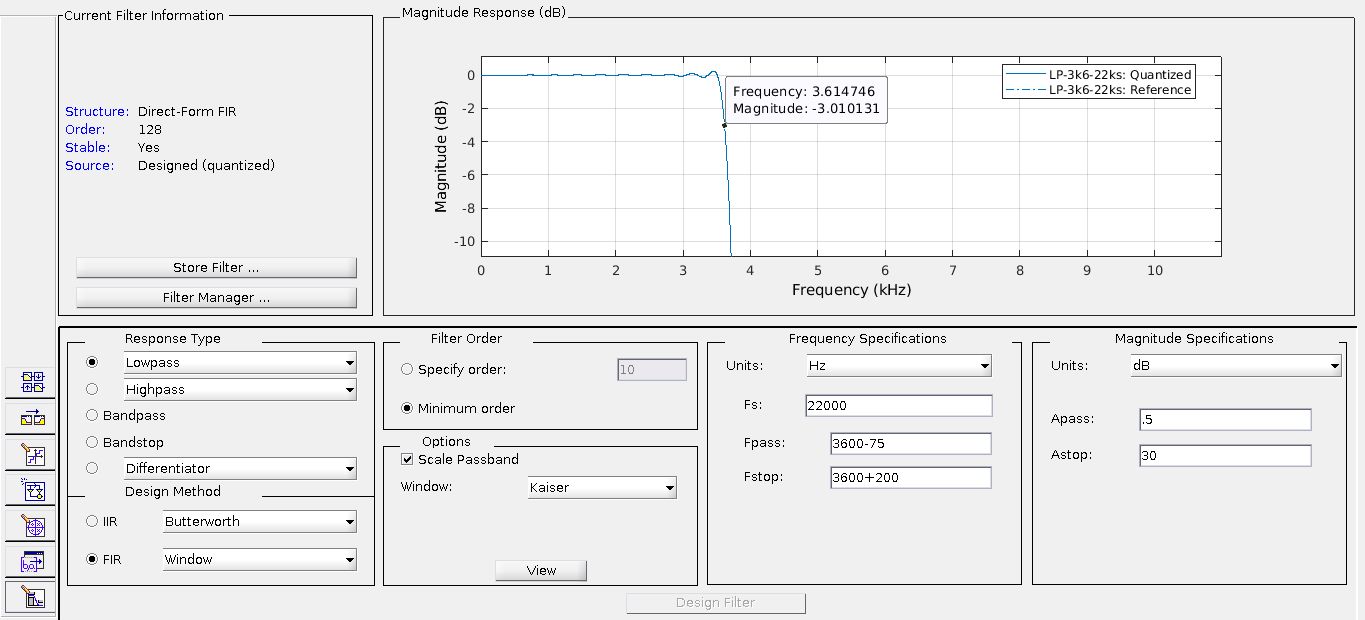 Current Filter Information
Structure: Direct-Form FIR
Order: 128
Stable: Yes
Source: Designed (quantized)
Store Filter ...
Filter Manager ...
Magnitude Response (dB)
Magnitude (dB)
0
-2
-4
-6
-8
-10
Frequency: 3.614746
Magnitude: -3.010131
LP-3k6-22ks: Quantized
LP-3k6-22ks: Reference
0 1 2 3 4 5 6 7 8 9 10
Frequency (kHz)
Response Type
Lowpass
Highpass
Bandpass
Bandstop
Differentiator
Design Method
IIR Butterworth
FIR Window
Filter Order
Specify order: 10
Minimum order
Options
Scale Passband
Window: Kaiser
View
Frequency Specifications
Units: Hz
Fs: 22000
Fpass: 3600-75
Fstop: 3600+200
Magnitude Specifications
Units: dB
Apass: .5
Astop: 30
Design Filter